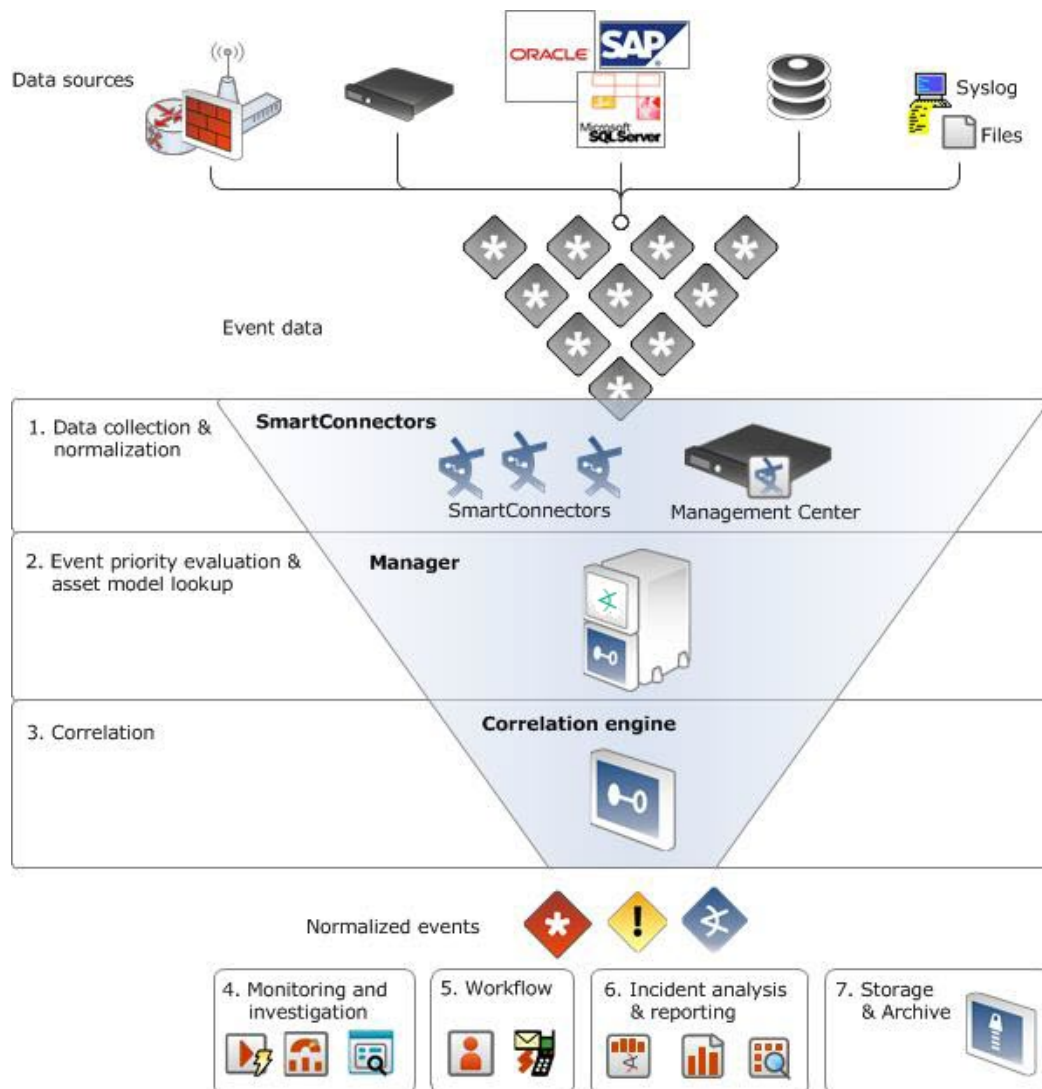 Data sources
ORACLE
SAP
Microsoft
SQLServer
Syslog
Files
Event data
1. Data collection &
normalization
SmartConnectors
SmartConnectors
Management Center
2. Event priority evaluation &
asset model lookup
Manager
3. Correlation
Correlation engine
Normalized events
4. Monitoring and
investigation
5. Workflow
6. Incident analysis
& reporting
7. Storage
& Archive